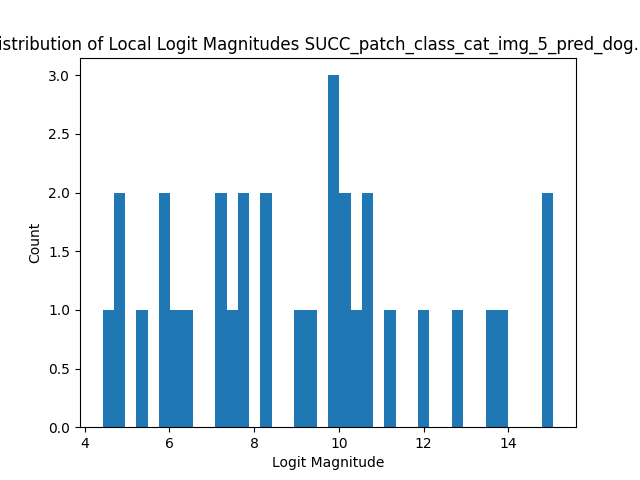 istribution of Local Logit Magnitudes SUCC_patch_class_cat_img_5_pred_dog.
3.0
2.5
2.0
1.5
1.0
0.5
0.0
Count
4 6 8 10 12 14
Logit Magnitude